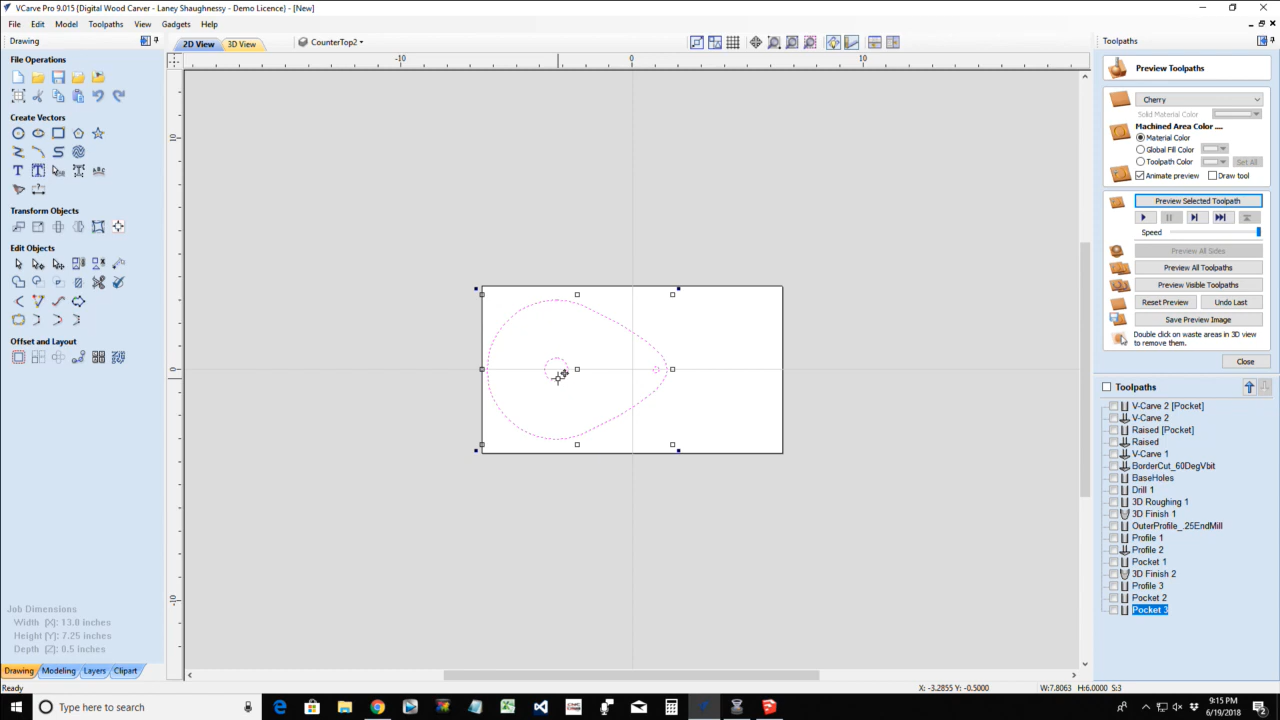 VCarve Pro 9.015 {Digital Wood Carver - Laney Shaughnessy - Demo Licence} - [New]
File Edit Model Toolpaths View Gadgets Help
Drawing
2D View 3D View
CounterTop2
Toolpaths
File Operations
Create Vectors
Transform Objects
Edit Objects
Offset and Layout
Job Dimensions
Width (X): 13.0 inches
Height (Y): 7.25 inches
Depth (Z): 0.5 inches
Drawing Modeling Layers Clipart
-10 0 10
10
0
-10
Preview Toolpaths
Cherry
Solid Material Color
Machined Area Color ....
Material Color
Global Fill Color
Toolpath Color
Set All
Animate preview Draw tool
Preview Selected Toolpath
Speed
Preview All Sides
Preview All Toolpaths
Preview Visible Toolpaths
Reset Preview Undo Last
Save Preview Image
Double click on waste areas in 3D view
to remove them.
Close
Toolpaths
V-Carve 2 [Pocket]
V-Carve 2
Raised [Pocket]
Raised
V-Carve 1
BorderCut_60DegVbit
BaseHoles
Drill 1
3D Roughing 1
3D Finish 1
OuterProfile_.25EndMill
Profile 1
Profile 2
Pocket 1
3D Finish 2
Profile 3
Pocket 2
Pocket 3
Ready
X: -3.2855 Y: -0.5000
W:7.8063 H:6.0000 S:3
Type here to search
9:15 PM
6/19/2018
2